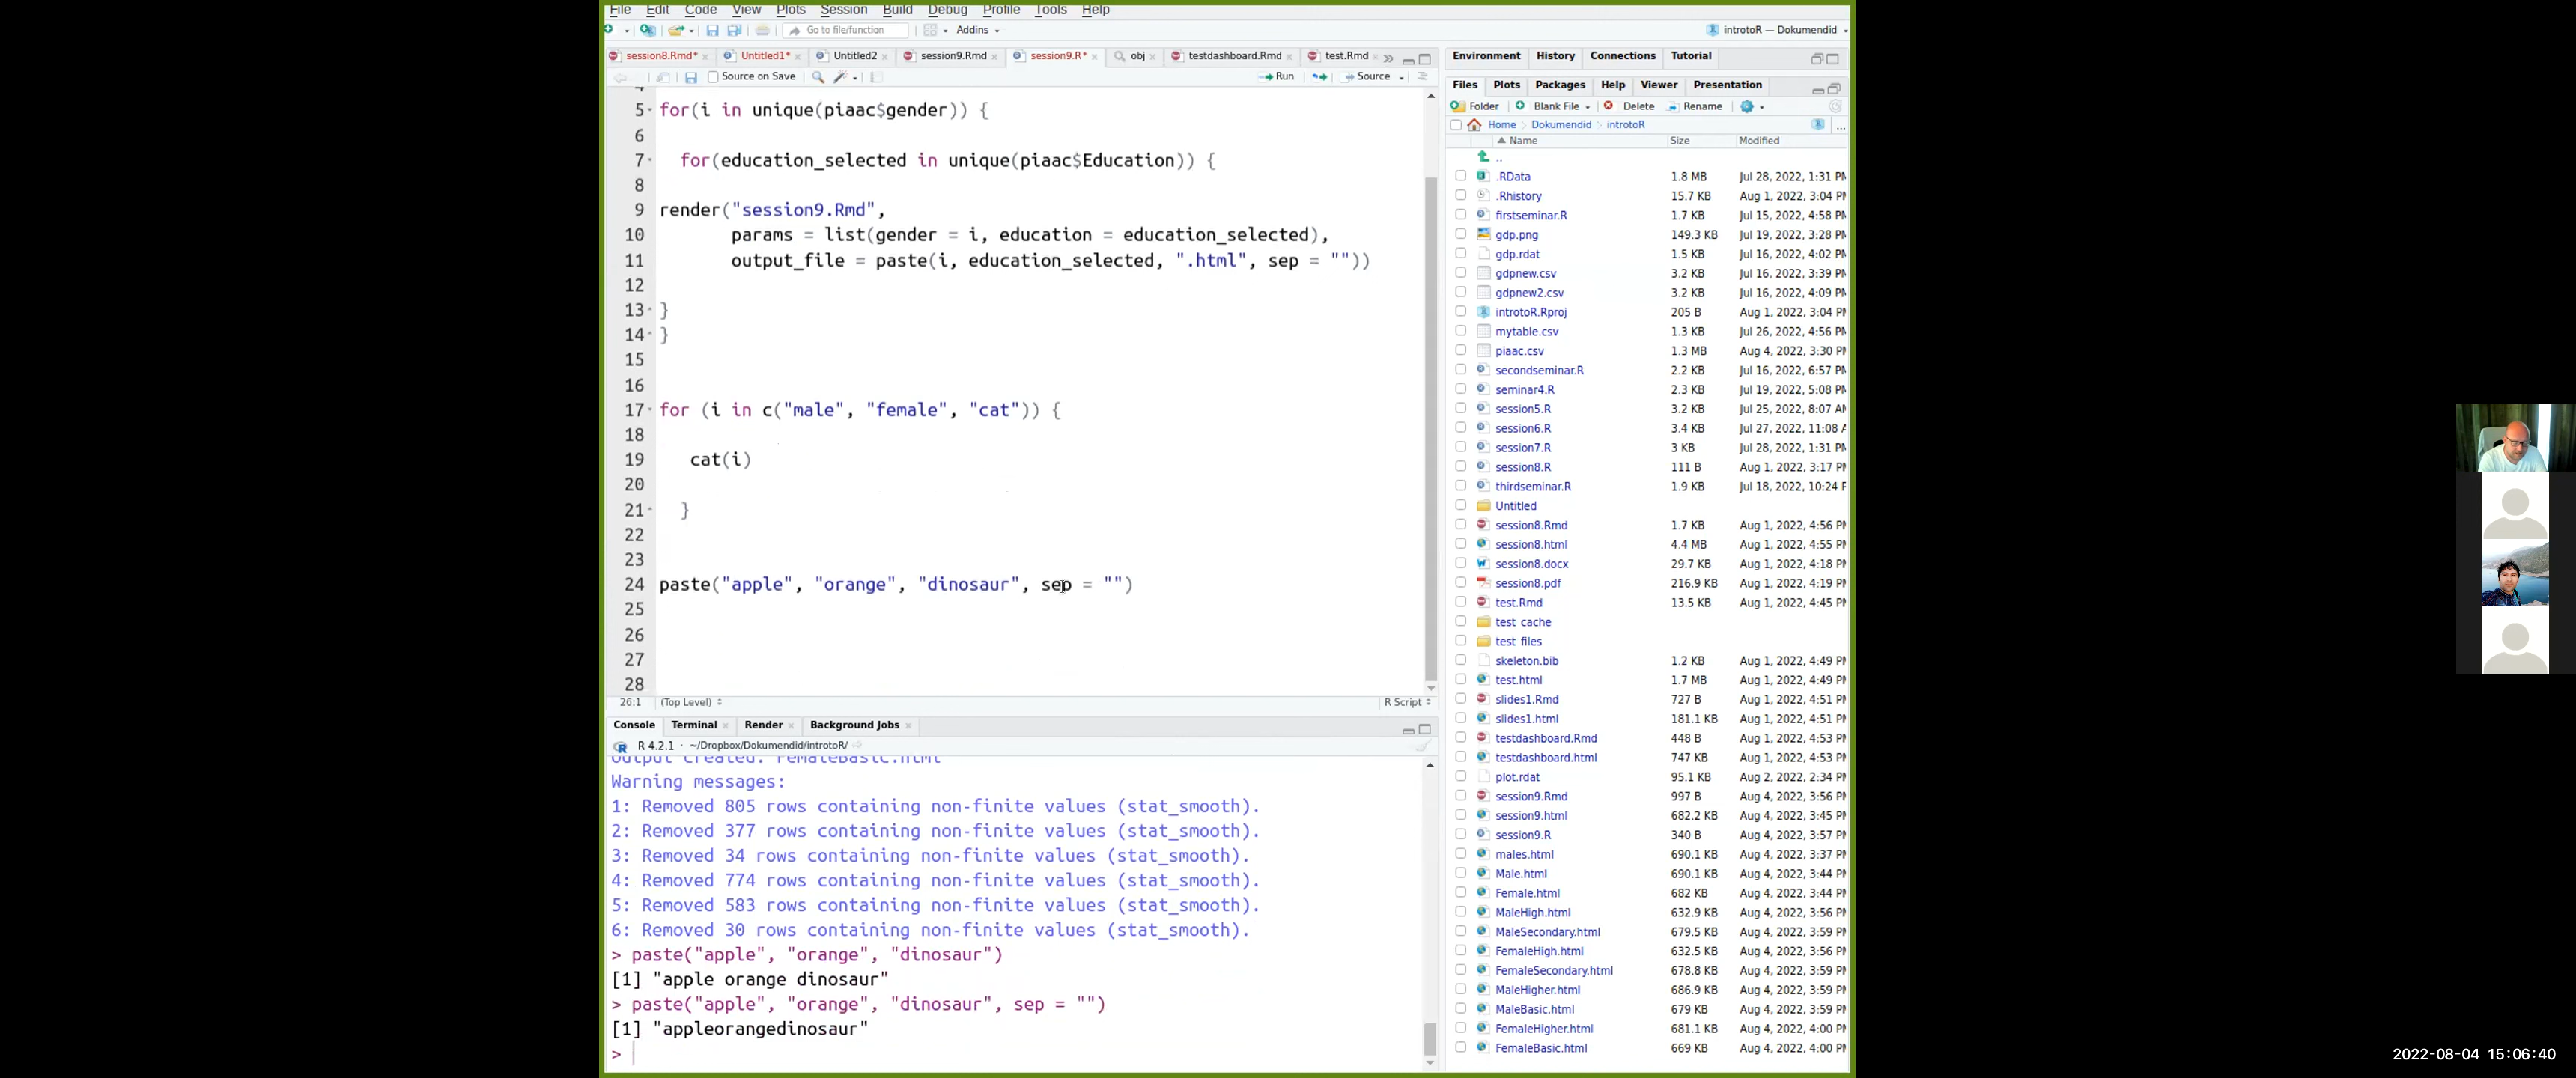 File Edit Code View Plots Session Build Debug Profile Tools Help
Go to file/function Addins introtoR — Dokumendid
session8.Rmd* Untitled1* Untitled2 session9.Rmd session9.R* obj testdashboard.Rmd test.Rmd
Source on Save Run Source
4
5 for(i in unique(piaac$gender)) {
6
7 for(education_selected in unique(piaac$Education)) {
8
9 render("session9.Rmd",
10 params = list(gender = i, education = education_selected),
11 output_file = paste(i, education_selected, ".html", sep = ""))
12
13 }
14 }
15
16
17 for (i in c("male", "female", "cat")) {
18
19 cat(i)
20
21 }
22
23
24 paste("apple", "orange", "dinosaur", sep = "")
25
26
27
28
26:1 (Top Level) R Script
Console Terminal Render Background Jobs
R 4.2.1 · ~/Dropbox/Dokumendid/introtoR/
Output created: FemaleBasic.html
Warning messages:
1: Removed 805 rows containing non-finite values (stat_smooth).
2: Removed 377 rows containing non-finite values (stat_smooth).
3: Removed 34 rows containing non-finite values (stat_smooth).
4: Removed 774 rows containing non-finite values (stat_smooth).
5: Removed 583 rows containing non-finite values (stat_smooth).
6: Removed 30 rows containing non-finite values (stat_smooth).
> paste("apple", "orange", "dinosaur")
[1] "apple orange dinosaur"
> paste("apple", "orange", "dinosaur", sep = "")
[1] "appleorangedinosaur"
>
Environment History Connections Tutorial
Files Plots Packages Help Viewer Presentation
Folder Blank File Delete Rename
Home Dokumendid introtoR ...
Name Size Modified
..
.RData 1.8 MB Jul 28, 2022, 1:31 PM
.Rhistory 15.7 KB Aug 1, 2022, 3:04 PM
firstseminar.R 1.7 KB Jul 15, 2022, 4:58 PM
gdp.png 149.3 KB Jul 19, 2022, 3:28 PM
gdp.rdat 1.5 KB Jul 16, 2022, 4:02 PM
gdpnew.csv 3.2 KB Jul 16, 2022, 3:39 PM
gdpnew2.csv 3.2 KB Jul 16, 2022, 4:09 PM
introtoR.Rproj 205 B Aug 1, 2022, 3:04 PM
mytable.csv 1.3 KB Jul 26, 2022, 4:56 PM
piaac.csv 1.3 MB Aug 4, 2022, 3:30 PM
secondseminar.R 2.2 KB Jul 16, 2022, 6:57 PM
seminar4.R 2.3 KB Jul 19, 2022, 5:08 PM
session5.R 3.2 KB Jul 25, 2022, 8:07 AM
session6.R 3.4 KB Jul 27, 2022, 11:08 A
session7.R 3 KB Jul 28, 2022, 1:31 PM
session8.R 111 B Aug 1, 2022, 3:17 PM
thirdseminar.R 1.9 KB Jul 18, 2022, 10:24 P
Untitled
session8.Rmd 1.7 KB Aug 1, 2022, 4:56 PM
session8.html 4.4 MB Aug 1, 2022, 4:55 PM
session8.docx 29.7 KB Aug 1, 2022, 4:18 PM
session8.pdf 216.9 KB Aug 1, 2022, 4:19 PM
test.Rmd 13.5 KB Aug 1, 2022, 4:45 PM
test_cache
test_files
skeleton.bib 1.2 KB Aug 1, 2022, 4:49 PM
test.html 1.7 MB Aug 1, 2022, 4:49 PM
slides1.Rmd 727 B Aug 1, 2022, 4:51 PM
slides1.html 181.1 KB Aug 1, 2022, 4:51 PM
testdashboard.Rmd 448 B Aug 1, 2022, 4:53 PM
testdashboard.html 747 KB Aug 1, 2022, 4:53 PM
plot.rdat 95.1 KB Aug 2, 2022, 2:34 PM
session9.Rmd 997 B Aug 4, 2022, 3:56 PM
session9.html 682.2 KB Aug 4, 2022, 3:45 PM
session9.R 340 B Aug 4, 2022, 3:57 PM
males.html 690.1 KB Aug 4, 2022, 3:37 PM
Male.html 690.1 KB Aug 4, 2022, 3:44 PM
Female.html 682 KB Aug 4, 2022, 3:44 PM
MaleHigh.html 632.9 KB Aug 4, 2022, 3:56 PM
MaleSecondary.html 679.5 KB Aug 4, 2022, 3:59 PM
FemaleHigh.html 632.5 KB Aug 4, 2022, 3:56 PM
FemaleSecondary.html 678.8 KB Aug 4, 2022, 3:59 PM
MaleHigher.html 686.9 KB Aug 4, 2022, 3:59 PM
MaleBasic.html 679 KB Aug 4, 2022, 3:59 PM
FemaleHigher.html 681.1 KB Aug 4, 2022, 4:00 PM
FemaleBasic.html 669 KB Aug 4, 2022, 4:00 PM
2022-08-04 15:06:40